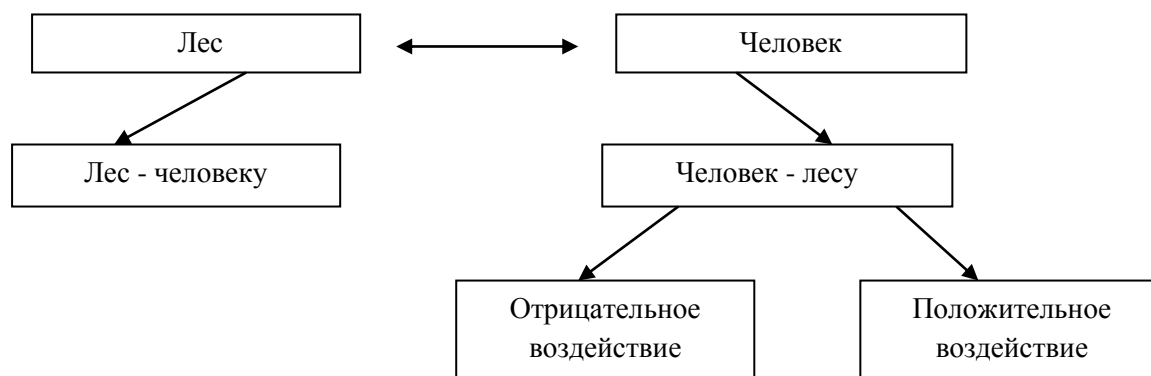 Лес
Человек
Лес - человеку
Человек - лесу
Отрицательное
воздействие
Положительное
воздействие